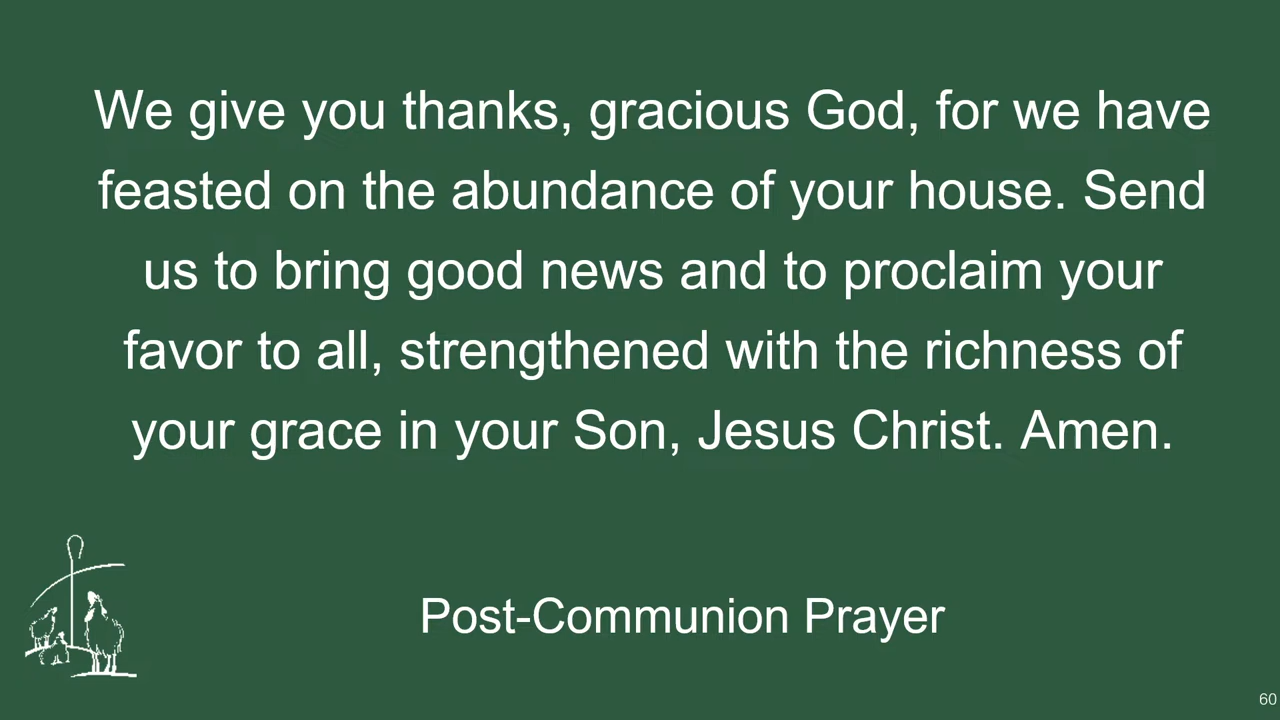 We give you thanks, gracious God, for we have
feasted on the abundance of your house. Send
us to bring good news and to proclaim your
favor to all, strengthened with the richness of
your grace in your Son, Jesus Christ. Amen.
Post-Communion Prayer
60